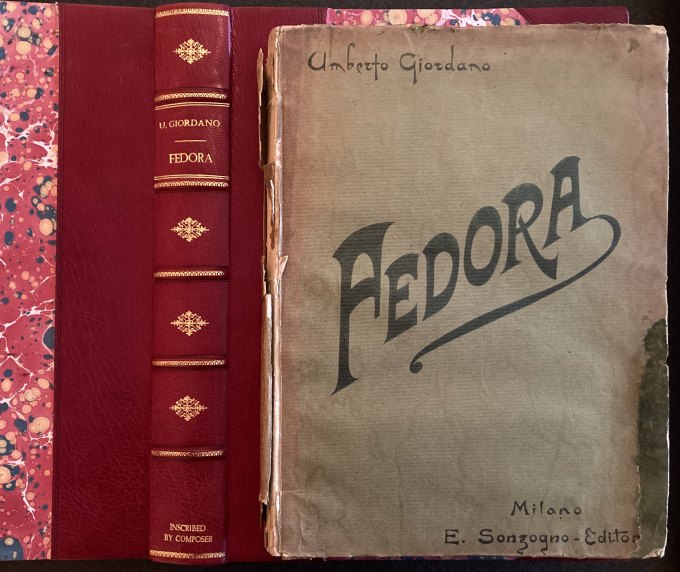 U. GIORDANO
FEDORA
INSCRIBED
BY COMPOSER
Umberto Giordano
FEDORA
Milano
E. Sonzogno-Editor